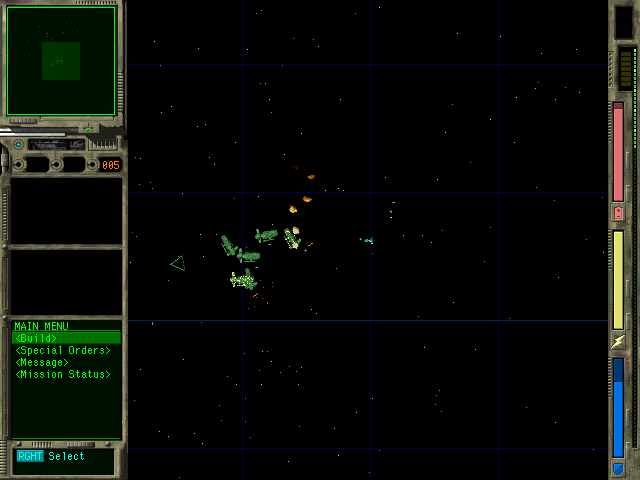 005
MAIN MENU
<Build>
<Special Orders>
<Message>
<Mission Status>
RGHT Select